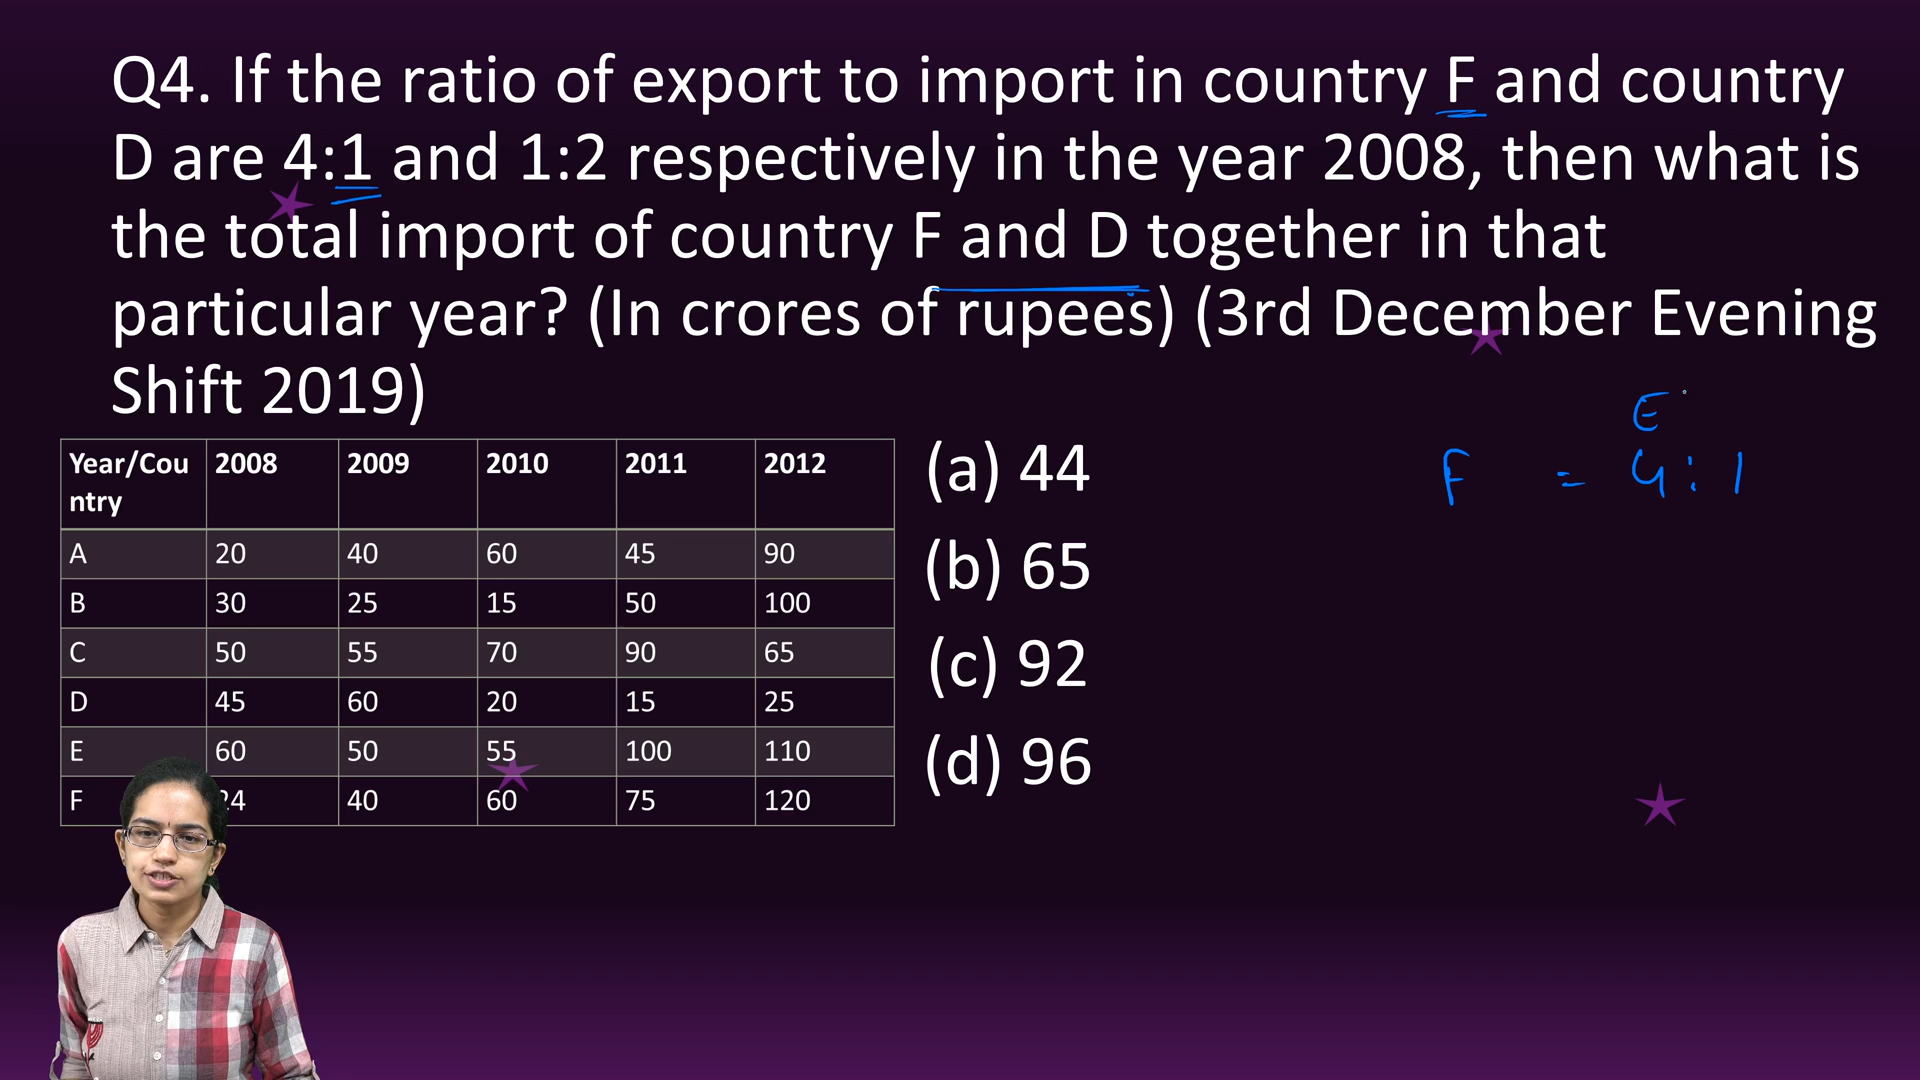 Q4. If the ratio of export to import in country F and country
D are 4:1 and 1:2 respectively in the year 2008, then what is
the total import of country F and D together in that
particular year? (In crores of rupees) (3rd December Evening
Shift 2019)
Year/Cou
ntry 2008 2009 2010 2011 2012
A 20 40 60 45 90
B 30 25 15 50 100
C 50 55 70 90 65
D 45 60 20 15 25
E 60 50 55 100 110
F 24 40 60 75 120
(a) 44
(b) 65
(c) 92
(d) 96
E
F = 4 : 1